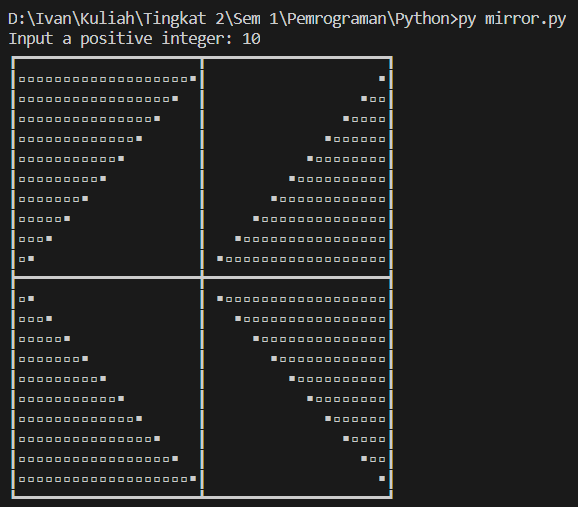 D:\Ivan\Kuliah\Tingkat 2\Sem 1\Pemrograman\Python>py mirror.py
Input a positive integer: 10